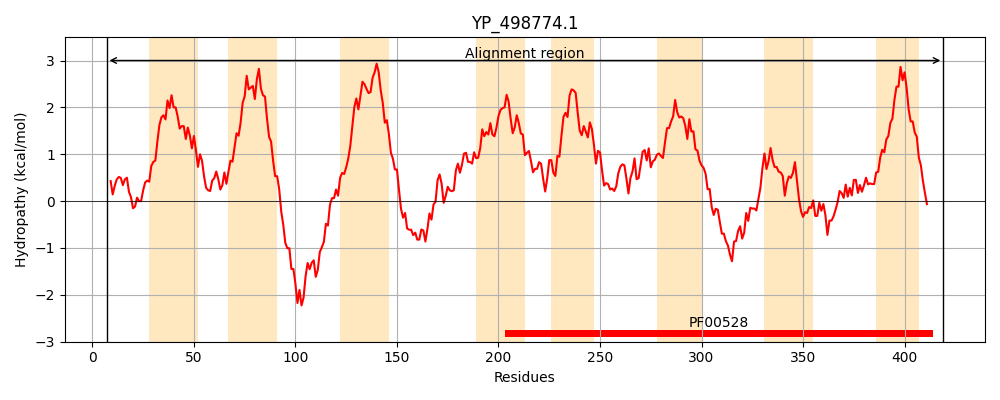 YP_498774.1
Alignment region
3
2
1
0
−1
−2
−3
Hydropathy (kcal/mol)
PF00528
0 50 100 150 200 250 300 350 400
Residues